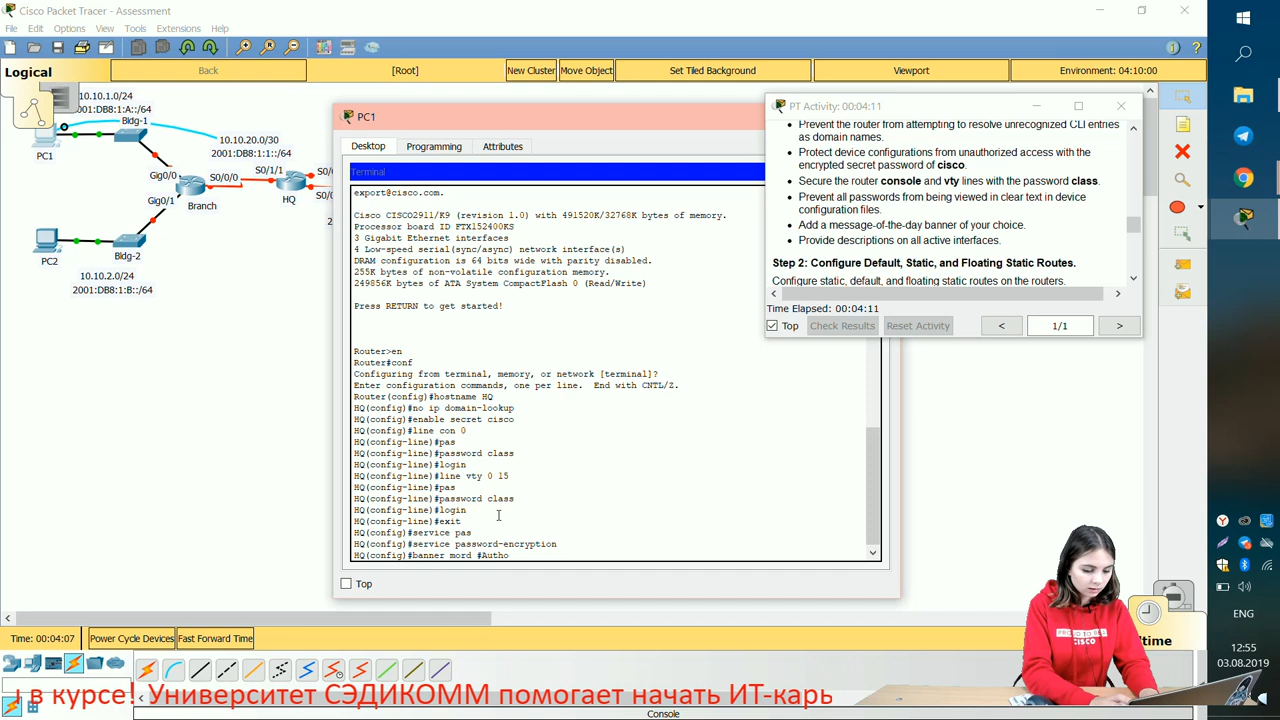 Cisco Packet Tracer - Assessment
File Edit Options View Tools Extensions Help
Logical
Back
[Root]
New Cluster
Move Object
Set Tiled Background
Viewport
Environment: 04:10:00
10.10.1.0/24
001:DB8:1:A::/64
Bldg-1
PC1
10.10.20.0/30
2001:DB8:1:1::/64
Gig0/0
S0/0/0
S0/1/1
Gig0/1
Branch
HQ
PC2
Bldg-2
10.10.2.0/24
2001:DB8:1:B::/64
PC1
Desktop Programming Attributes
Terminal
export@cisco.com.
Cisco CISCO2911/K9 (revision 1.0) with 491520K/32768K bytes of memory.
Processor board ID FTX152400KS
3 Gigabit Ethernet interfaces
4 Low-speed serial(sync/async) network interface(s)
DRAM configuration is 64 bits wide with parity disabled.
255K bytes of non-volatile configuration memory.
249856K bytes of ATA System CompactFlash 0 (Read/Write)
Press RETURN to get started!
Router>en
Router#conf
Configuring from terminal, memory, or network [terminal]?
Enter configuration commands, one per line.  End with CNTL/Z.
Router(config)#hostname HQ
HQ(config)#no ip domain-lookup
HQ(config)#enable secret cisco
HQ(config)#line con 0
HQ(config-line)#pas
HQ(config-line)#password class
HQ(config-line)#login
HQ(config-line)#line vty 0 15
HQ(config-line)#pas
HQ(config-line)#password class
HQ(config-line)#login
HQ(config-line)#exit
HQ(config)#service pas
HQ(config)#service password-encryption
HQ(config)#banner mord #Autho
Top
PT Activity: 00:04:11
Prevent the router from attempting to resolve unrecognized CLI entries
as domain names.
Protect device configurations from unauthorized access with the
encrypted secret password of cisco.
Secure the router console and vty lines with the password class.
Prevent all passwords from being viewed in clear text in device
configuration files.
Add a message-of-the-day banner of your choice.
Provide descriptions on all active interfaces.
Step 2: Configure Default, Static, and Floating Static Routes.
Configure static, default, and floating static routes on the routers.
Time Elapsed: 00:04:11
Top
Check Results
Reset Activity
<
1/1
>
Time: 00:04:07
Power Cycle Devices
Fast Forward Time
в курсе! Университет СЭДИКОММ помогает начать ИТ-карь
Console
ENG
12:55
03.08.2019